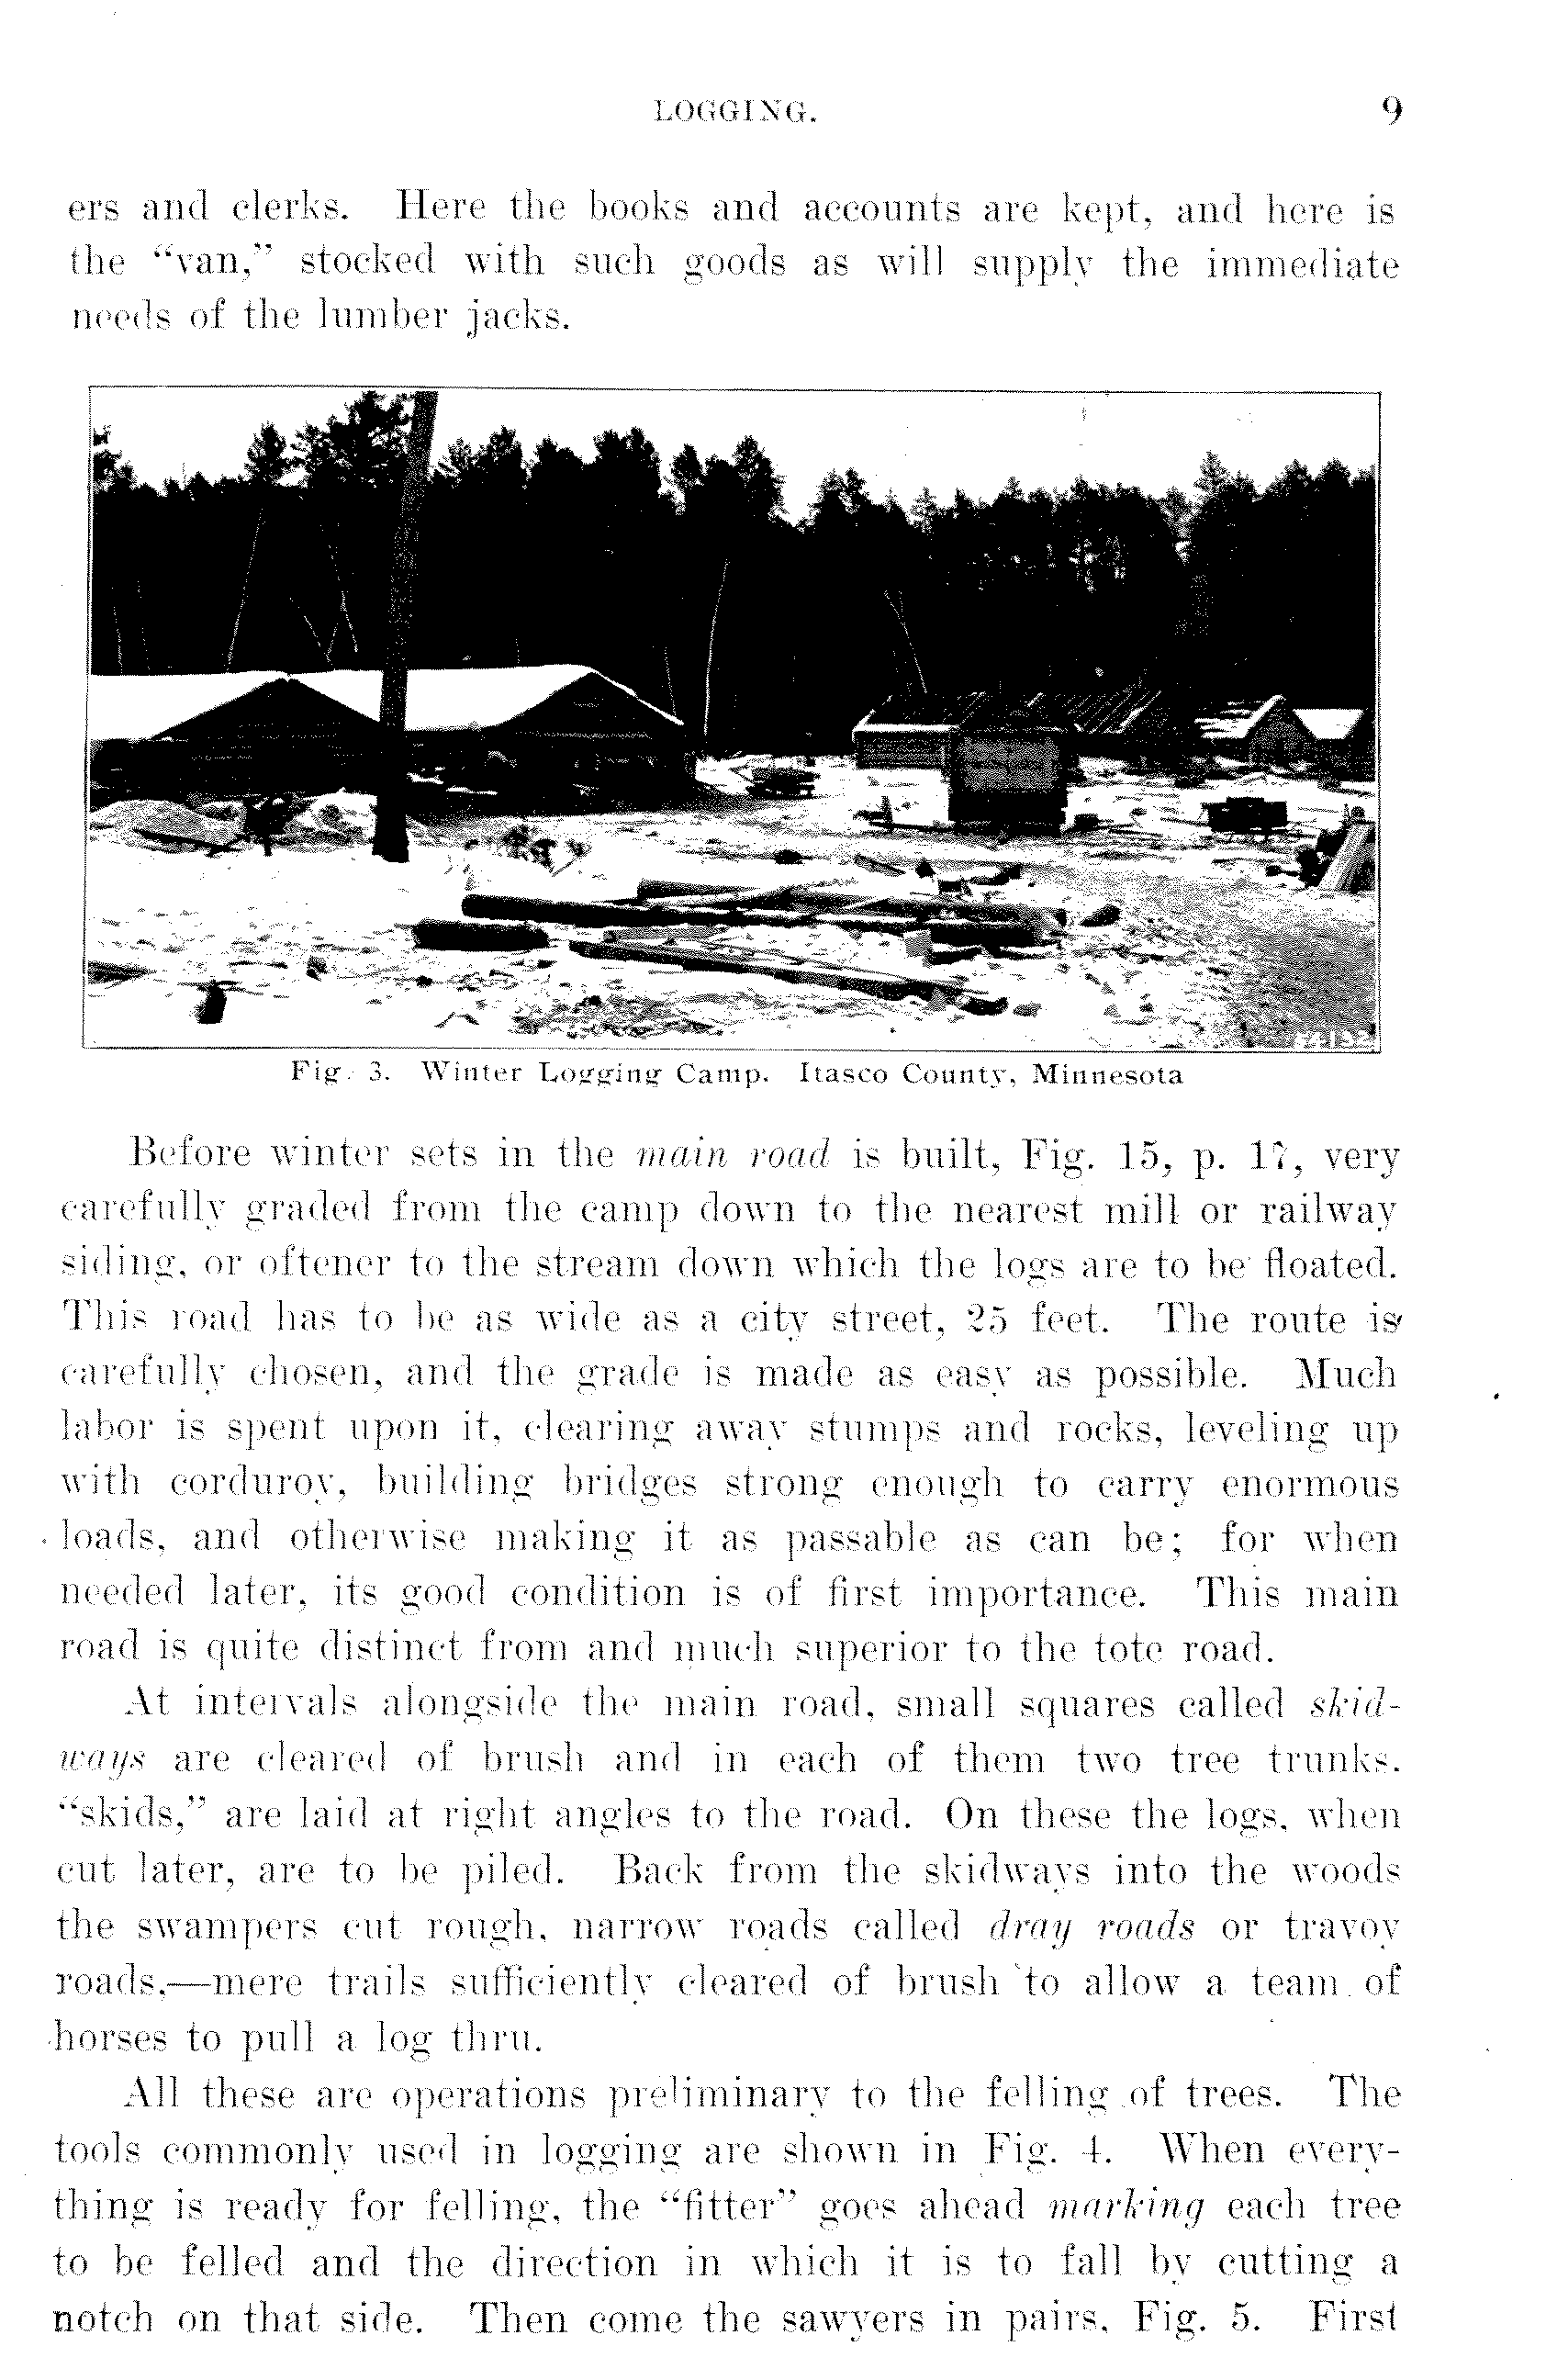 LOGGING. 9
ers and clerks. Here the books and accounts are kept, and here is
the “van,” stocked with such goods as will supply the immediate
needs of the lumber jacks.
Fig. 3. Winter Logging Camp. Itasco County, Minnesota
Before winter sets in the main road is built, Fig. 15, p. 17, very
carefully graded from the camp down to the nearest mill or railway
siding, or oftener to the stream down which the logs are to be floated.
This road has to be as wide as a city street, 25 feet. The route is
carefully chosen, and the grade is made as easy as possible. Much
labor is spent upon it, clearing away stumps and rocks, leveling up
with corduroy, building bridges strong enough to carry enormous
loads, and otherwise making it as passable as can be; for when
needed later, its good condition is of first importance. This main
road is quite distinct from and much superior to the tote road.
At intervals alongside the main road, small squares called skid-
ways are cleared of brush and in each of them two tree trunks.
“skids,” are laid at right angles to the road. On these the logs, when
cut later, are to be piled. Back from the skidways into the woods
the swampers cut rough, narrow roads called dray roads or travoy
roads,—mere trails sufficiently cleared of brush to allow a team of
horses to pull a log thru.
All these are operations preliminary to the felling of trees. The
tools commonly used in logging are shown in Fig. 4. When every-
thing is ready for felling, the “fitter” goes ahead marking each tree
to be felled and the direction in which it is to fall by cutting a
notch on that side. Then come the sawyers in pairs, Fig. 5. First